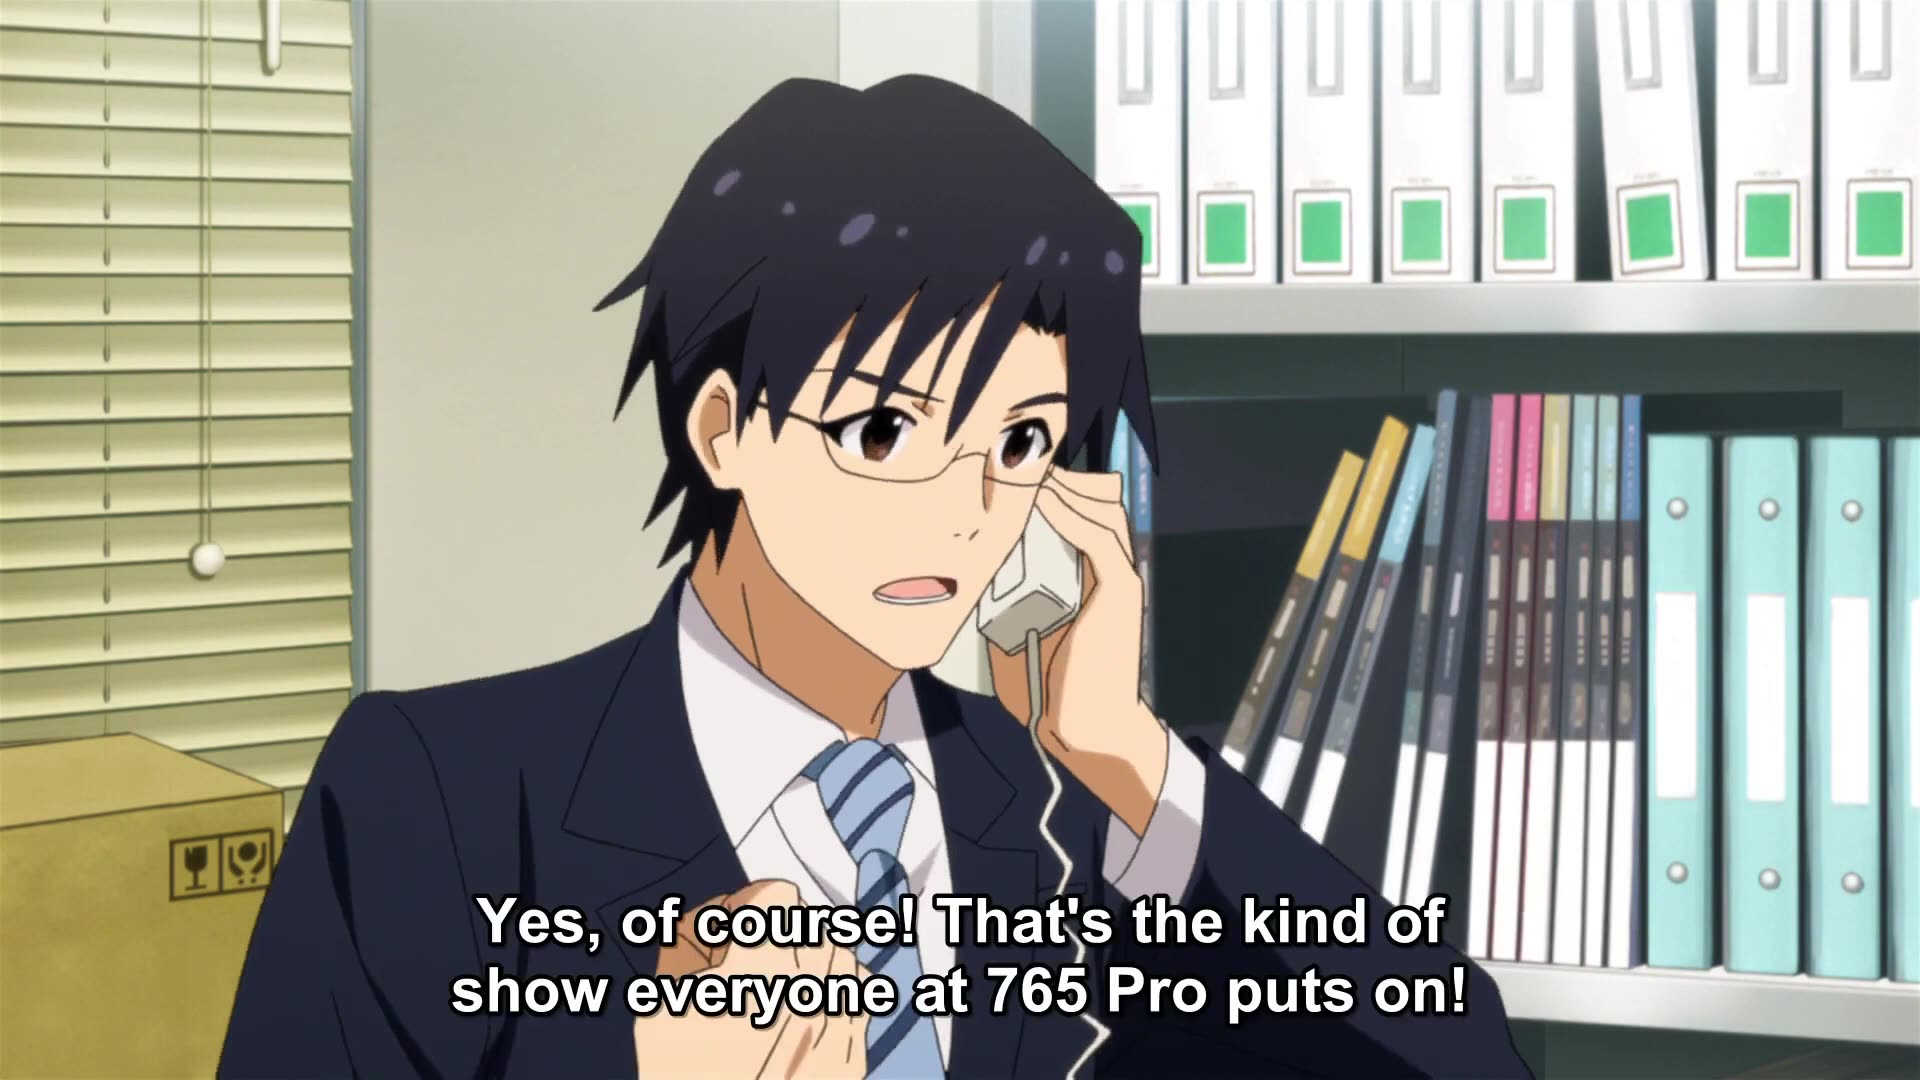 Yes, of course! That's the kind of
show everyone at 765 Pro puts on!